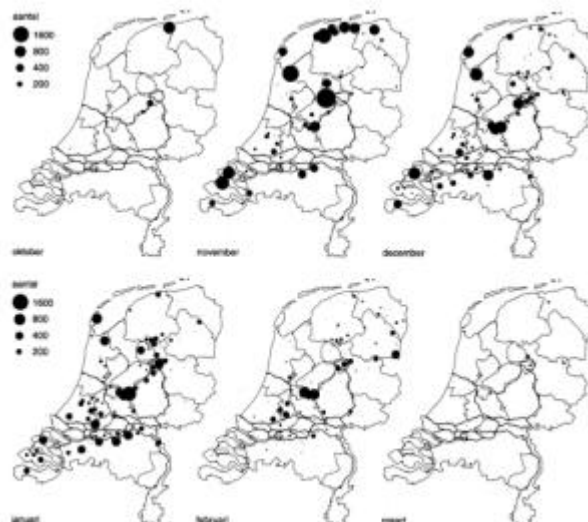 aantal
1600
800
400
200
oktober
november
december
aantal
1600
800
400
200
januari
februari
maart